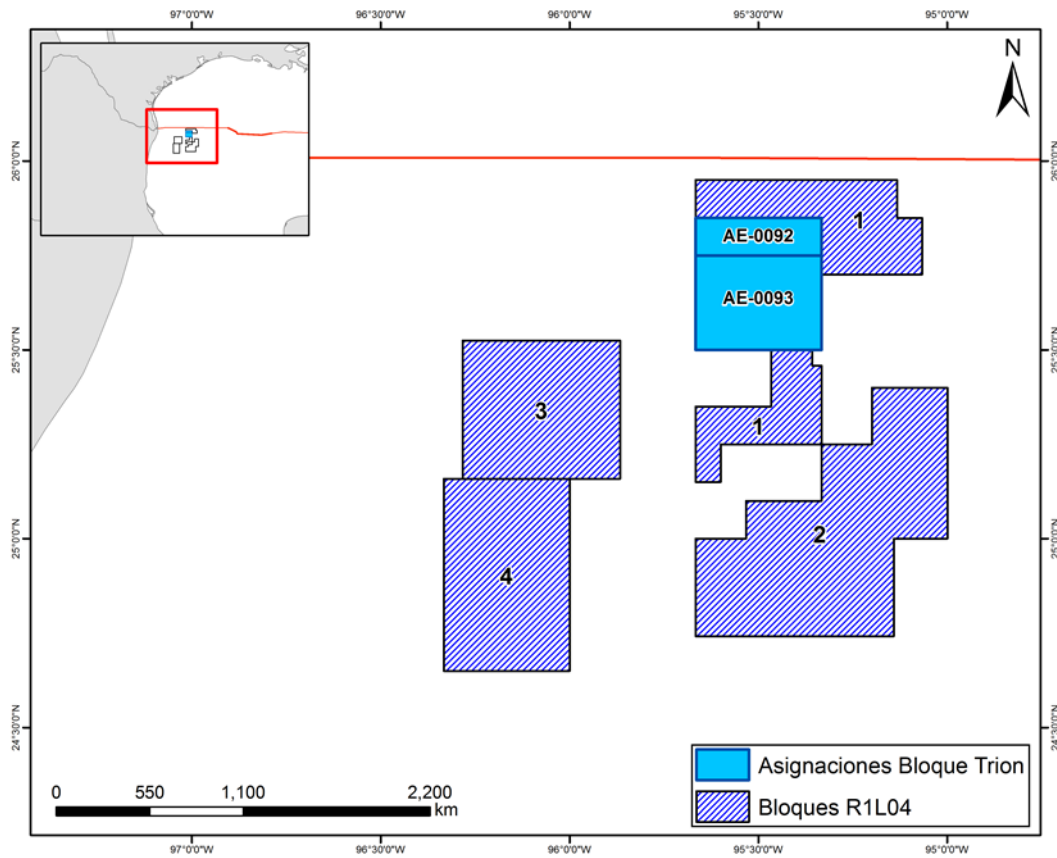 97°0'0"W 96°30'0"W 96°0'0"W 95°30'0"W 95°0'0"W
N
26°0'0"N 26°0'0"N
1
AE-0092
AE-0093
25°30'0"N 25°30'0"N
3
1
25°0'0"N 25°0'0"N
2
4
24°30'0"N 24°30'0"N
Asignaciones Bloque Trion
Bloques R1L04
0 550 1,100 2,200
km
97°0'0"W 96°30'0"W 96°0'0"W 95°30'0"W 95°0'0"W